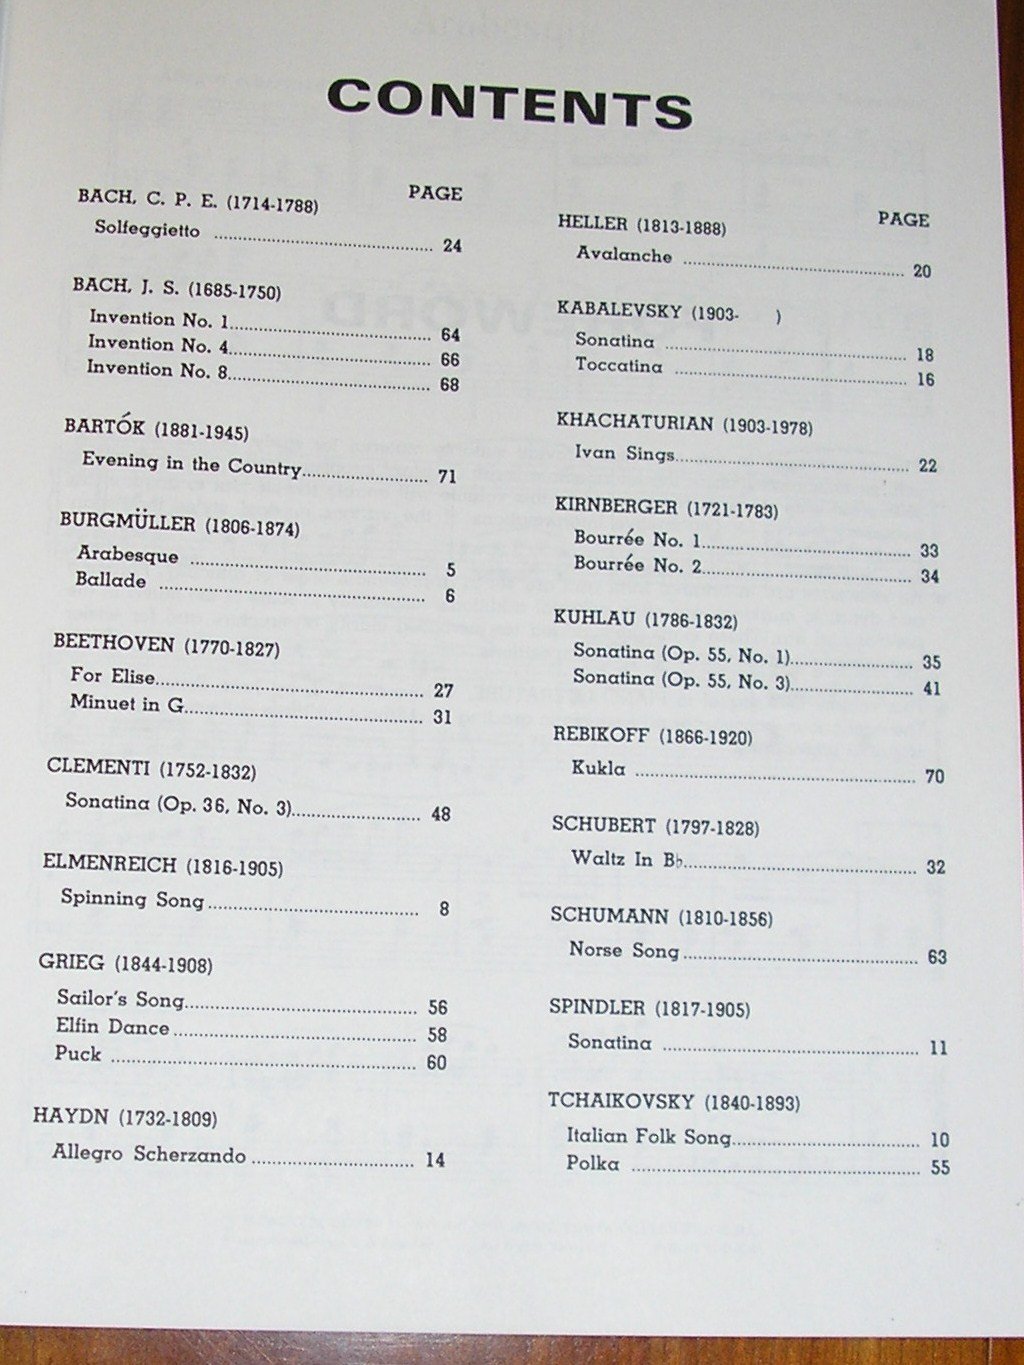 CONTENTS
PAGE
BACH, C. P. E. (1714-1788)
Solfeggietto ........................................ 24
BACH, J. S. (1685-1750)
Invention No. 1..................................... 64
Invention No. 4..................................... 66
Invention No. 8..................................... 68
BARTÓK (1881-1945)
Evening in the Country....................... 71
BURGMÜLLER (1806-1874)
Arabesque ........................................... 5
Ballade ................................................ 6
BEETHOVEN (1770-1827)
For Elise................................................ 27
Minuet in G........................................... 31
CLEMENTI (1752-1832)
Sonatina (Op. 36, No. 3)....................... 48
ELMENREICH (1816-1905)
Spinning Song ...................................... 8
GRIEG (1844-1908)
Sailor's Song.......................................... 56
Elfin Dance ............................................ 58
Puck ....................................................... 60
HAYDN (1732-1809)
Allegro Scherzando ............................. 14
PAGE
HELLER (1813-1888)
Avalanche ........................................ 20
KABALEVSKY (1903- )
Sonatina ........................................... 18
Toccatina .......................................... 16
KHACHATURIAN (1903-1978)
Ivan Sings......................................... 22
KIRNBERGER (1721-1783)
Bourrée No. 1..................................... 33
Bourrée No. 2..................................... 34
KUHLAU (1786-1832)
Sonatina (Op. 55, No. 1)...................... 35
Sonatina (Op. 55, No. 3)...................... 41
REBIKOFF (1866-1920)
Kukla ................................................. 70
SCHUBERT (1797-1828)
Waltz In B♭......................................... 32
SCHUMANN (1810-1856)
Norse Song ......................................... 63
SPINDLER (1817-1905)
Sonatina ............................................. 11
TCHAIKOVSKY (1840-1893)
Italian Folk Song................................. 10
Polka .................................................. 55